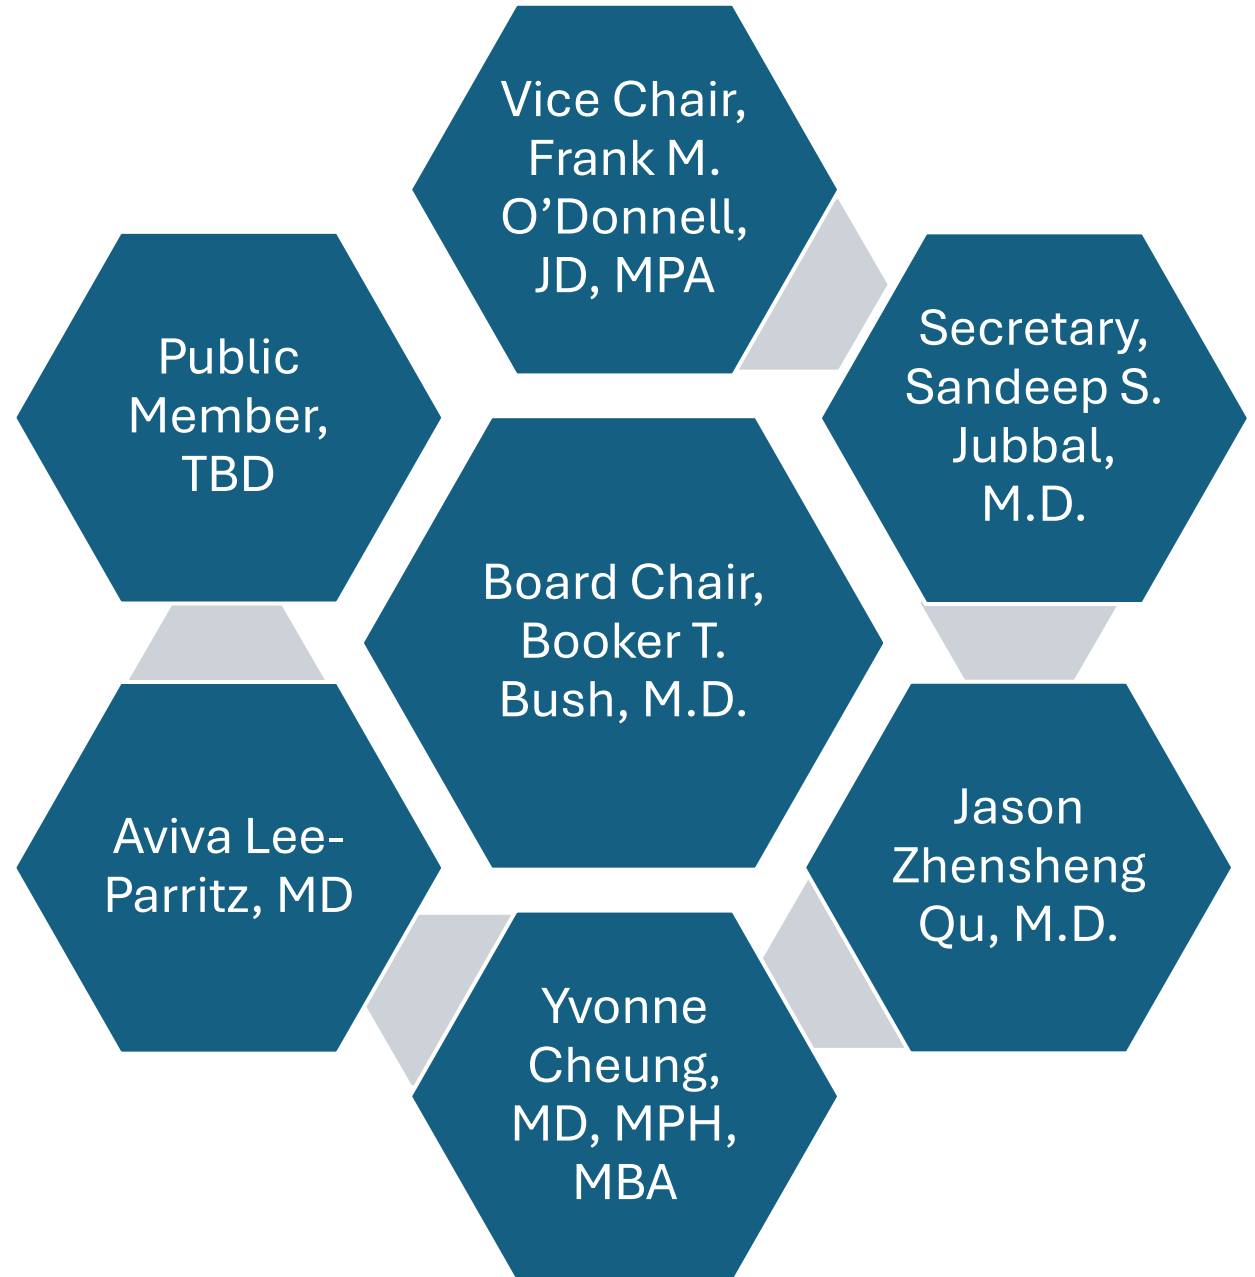 Vice Chair,
Frank M.
O’Donnell,
JD, MPA
Secretary,
Sandeep S.
Jubbal,
M.D.
Public
Member,
TBD
Board Chair,
Booker T.
Bush, M.D.
Jason
Zhensheng
Qu, M.D.
Aviva Lee-
Parritz, MD
Yvonne
Cheung,
MD, MPH,
MBA